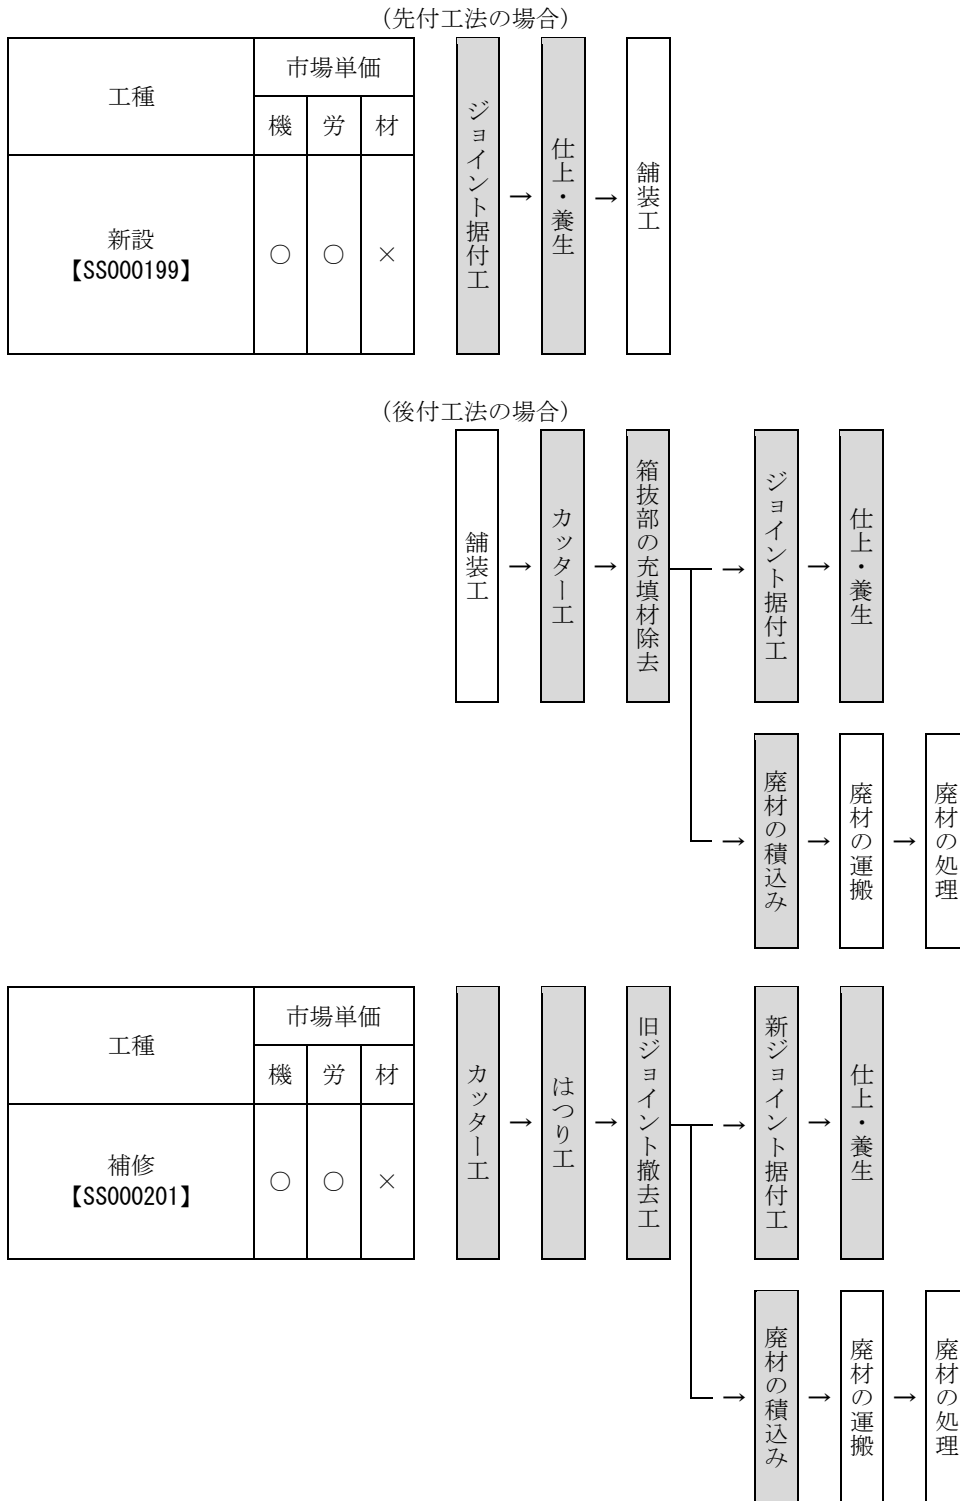 （先付工法の場合）
工種
市場単価
機
労
材
新設
【SS000199】
○
○
×
ジョイント据付工
→
仕上・養生
→
舗装工
（後付工法の場合）
舗装工
→
カッター工
→
箱抜部の充填材除去
→
ジョイント据付工
→
仕上・養生
→
廃材の積込み
→
廃材の運搬
→
廃材の処理
工種
市場単価
機
労
材
補修
【SS000201】
○
○
×
カッター工
→
はつり工
→
旧ジョイント撤去工
→
新ジョイント据付工
→
仕上・養生
→
廃材の積込み
→
廃材の運搬
→
廃材の処理